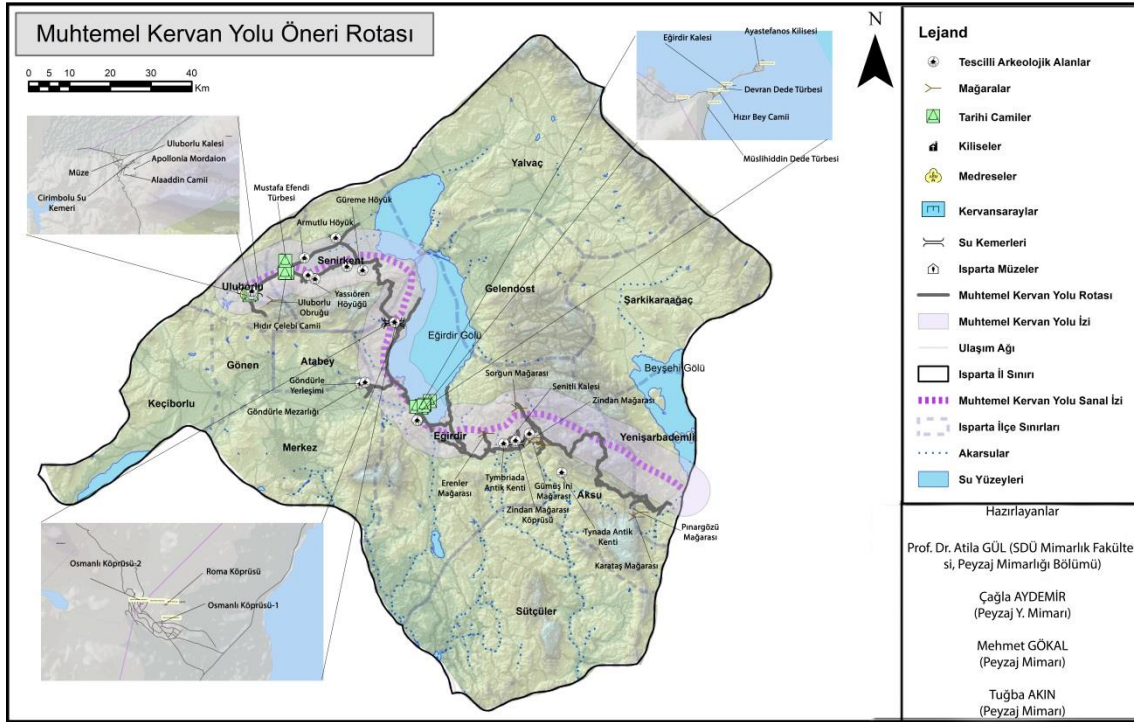 Muhtemel Kervan Yolu Öneri Rotası
0 5 10 20 30 40
Km
N
Eğirdir Kalesi
Ayastefanos Kilisesi
Devran Dede Türbesi
Hızır Bey Camii
Müslihiddin Dede Türbesi
Uluborlu Kalesi
Müze
Apollonia Mordaion
Alaaddin Camii
Cirimbolu Su
Kemeri
Mustafa Efendi
Türbesi
Güreme Höyük
Armutlu Höyük
Yalvaç
Senirkent
Uluborlu
Yassıören
Höyüğü
Uluborlu
Obruğu
Hıdır Çelebi Camii
Gelendost
Şarkikaraağaç
Eğirdir Gölü
Beyşehi Gölü
Gönen
Atabey
Göndürle
Yerleşimi
Keçiborlu
Göndürle Mezarlığı
Merkez
Sorgun Mağarası
Senitli Kalesi
Zindan Mağarası
Eğirdir
Yenişarbademli
Erenler
Mağarası
Tymbriada
Antik Kenti
Gümüş İni
Mağarası
Aksu
Zindan Mağarası
Köprüsü
Tynada Antik
Kenti
Pınargözü
Mağarası
Karataş Mağarası
Sütçüler
Osmanlı Köprüsü-2
Roma Köprüsü
Osmanlı Köprüsü-1
Lejand
Tescilli Arkeolojik Alanlar
Mağaralar
Tarihi Camiler
Kiliseler
Medreseler
Kervansaraylar
Su Kemerleri
Isparta Müzeler
Muhtemel Kervan Yolu Rotası
Muhtemel Kervan Yolu İzi
Ulaşım Ağı
Isparta İl Sınırı
Muhtemel Kervan Yolu Sanal İzi
Isparta İlçe Sınırları
Akarsular
Su Yüzeyleri
Hazırlayanlar
Prof. Dr. Atila GÜL (SDÜ Mimarlık Fakülte
si, Peyzaj Mimarlığı Bölümü)
Çağla AYDEMİR
(Peyzaj Y. Mimarı)
Mehmet GÖKAL
(Peyzaj Mimarı)
Tuğba AKIN
(Peyzaj Mimarı)